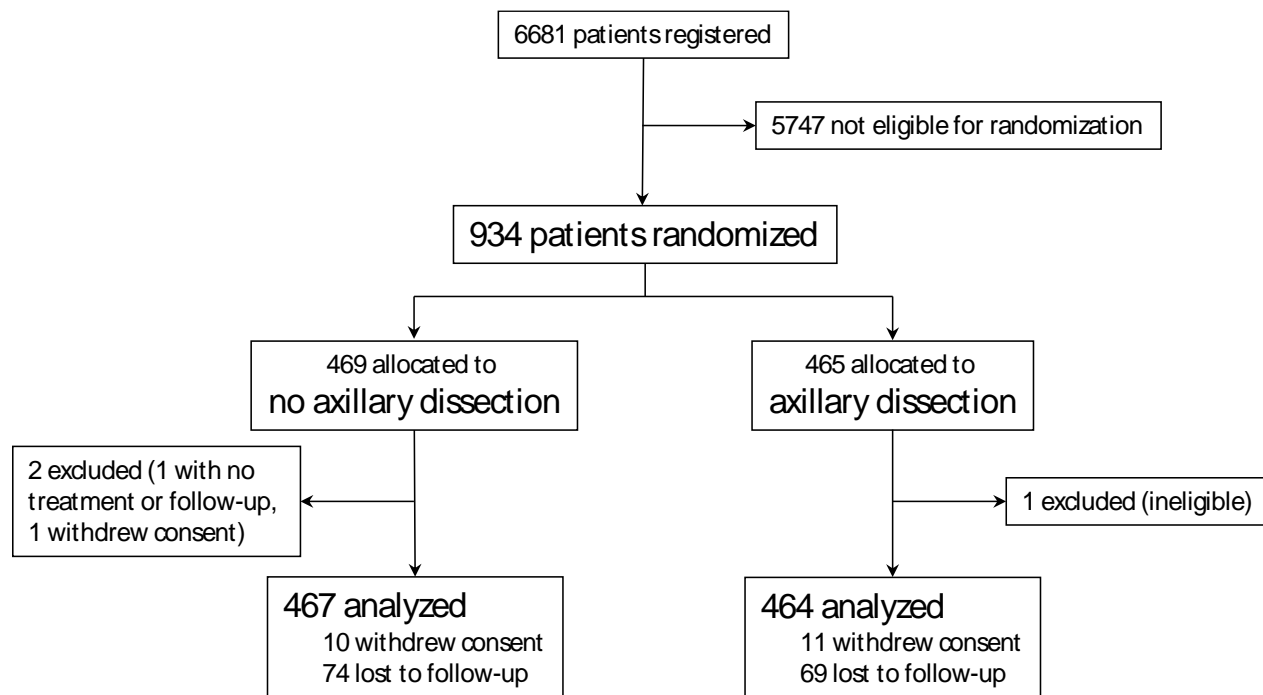 6681 patients registered
5747 not eligible for randomization
934 patients randomized
469 allocated to
no axillary dissection
465 allocated to
axillary dissection
2 excluded (1 with no
treatment or follow-up,
1 withdrew consent)
1 excluded (ineligible)
467 analyzed
10 withdrew consent
74 lost to follow-up
464 analyzed
11 withdrew consent
69 lost to follow-up